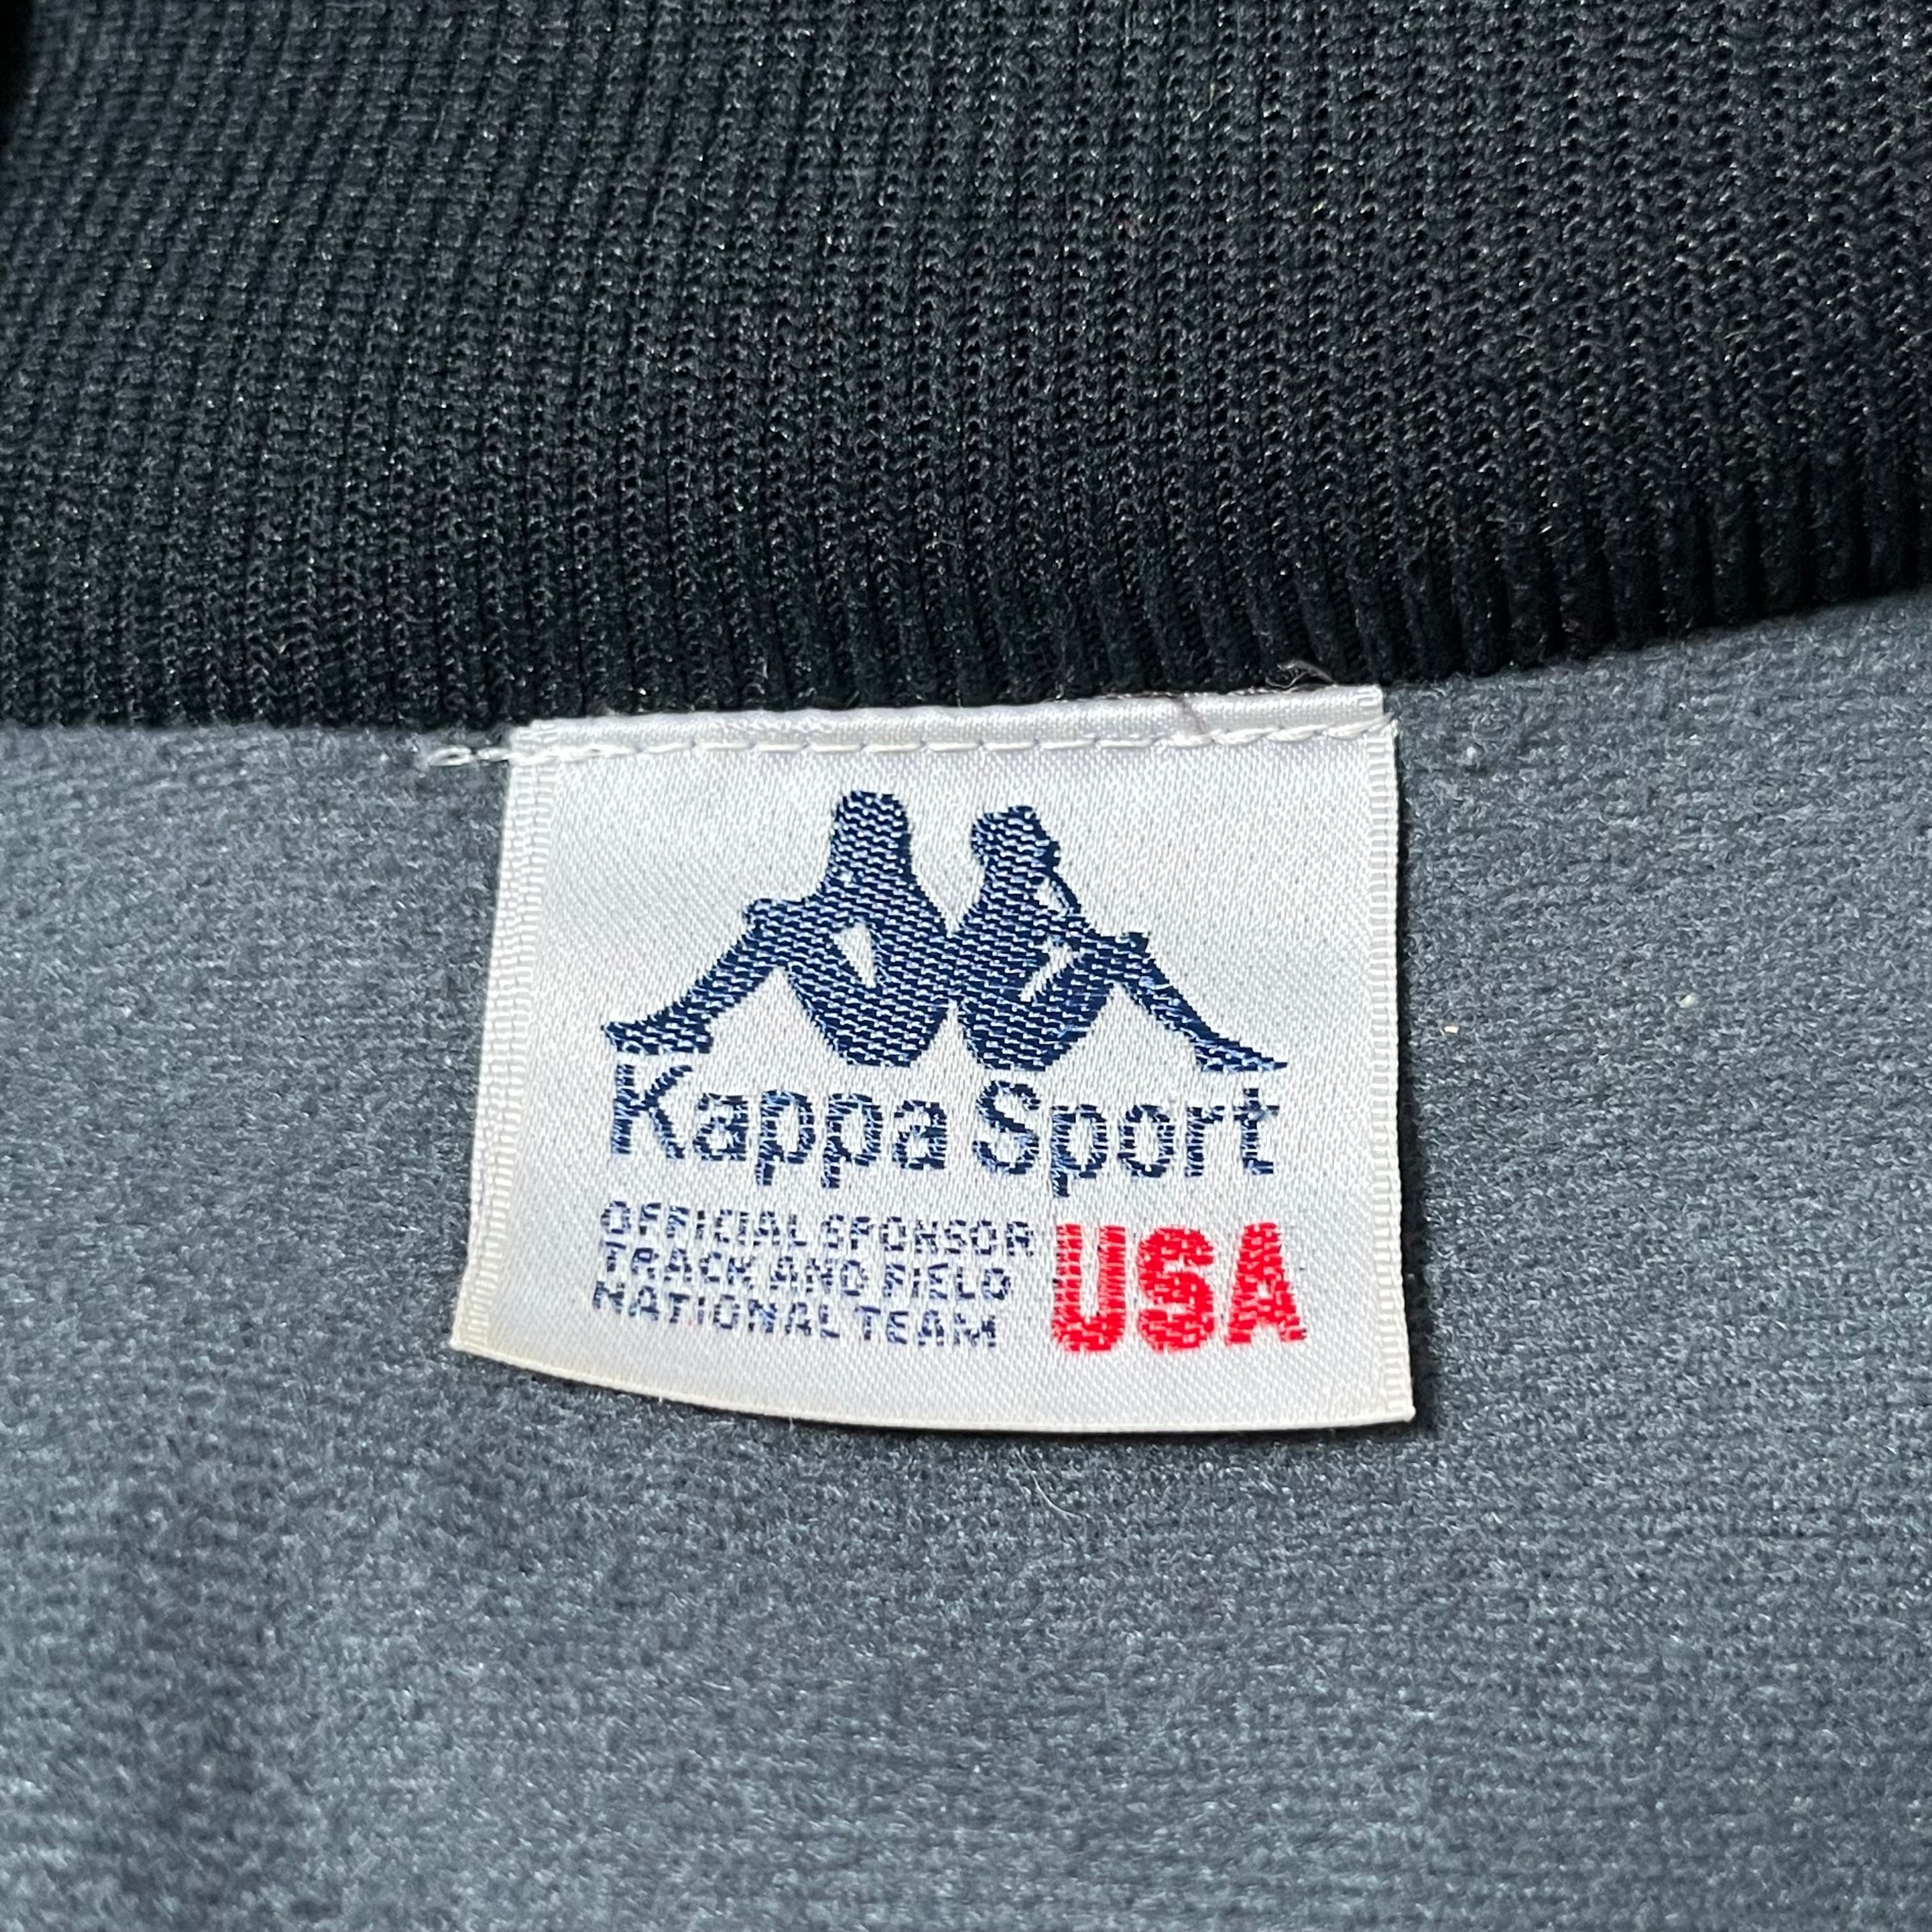 Kappa Sport
OFFICIAL SPONSOR
TRACK AND FIELD
NATIONAL TEAM
USA